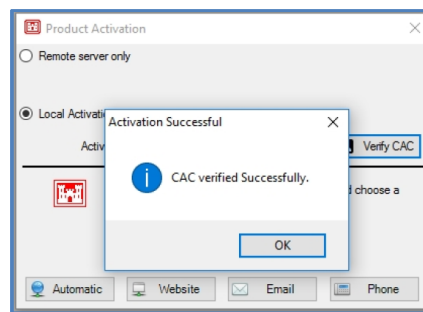 Product Activation
Remote server only
Local Activati
Activation Successful
Activ
Verify CAC
CAC verified Successfully.
choose a
OK
Automatic
Website
Email
Phone